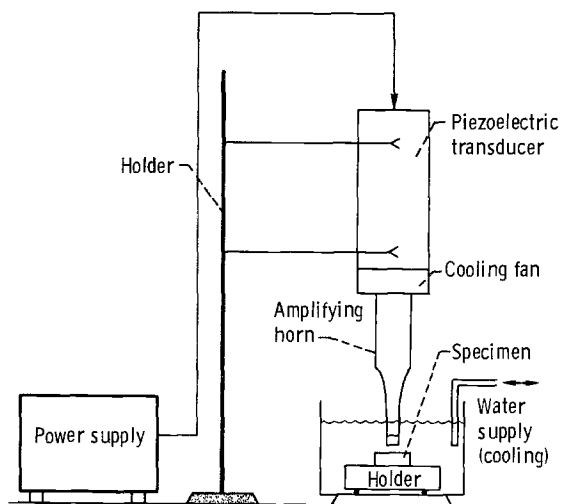 Piezoelectric
transducer
Holder
Cooling fan
Amplifying
horn
Specimen
Power supply
Water
supply
(cooling)
Holder